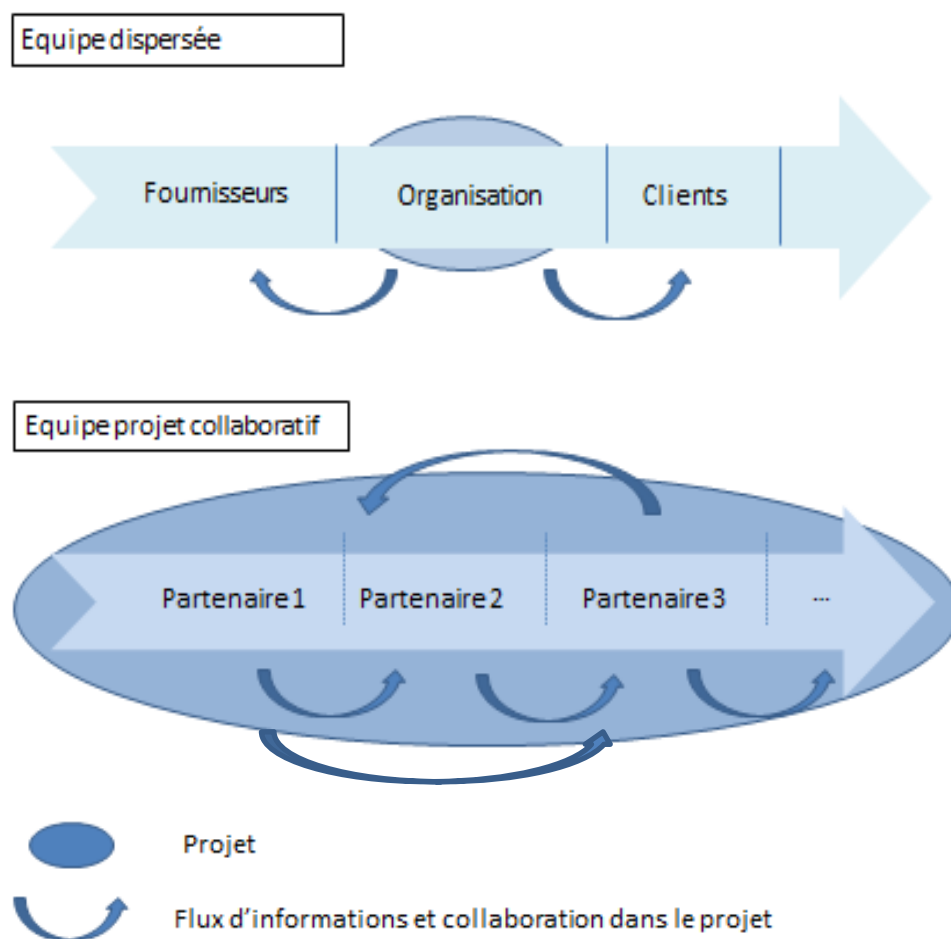 Equipe dispersée
Fournisseurs Organisation Clients
Equipe projet collaboratif
Partenaire 1 Partenaire 2 Partenaire 3 ...
Projet
Flux d'informations et collaboration dans le projet